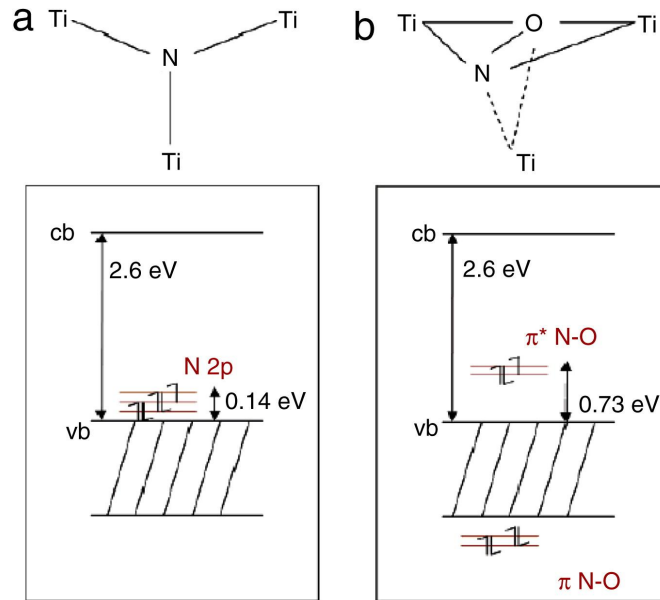 a
Ti Ti
N
Ti
cb
2.6 eV
N 2p
0.14 eV
vb
b
Ti O Ti
N
Ti
cb
2.6 eV
π* N-O
0.73 eV
vb
π N-O